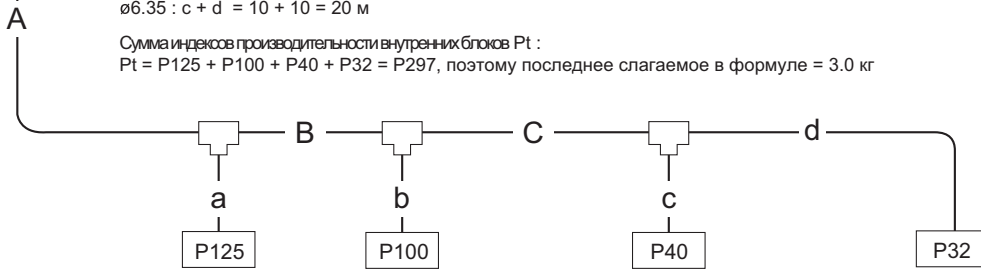 ø6.35 : c + d = 10 + 10 = 20 м
A
Сумма индексов производительности внутренних блоков Pt :
Pt = P125 + P100 + P40 + P32 = P297, поэтому последнее слагаемое в формуле = 3.0 кг
B
C
d
a
b
c
P125
P100
P40
P32